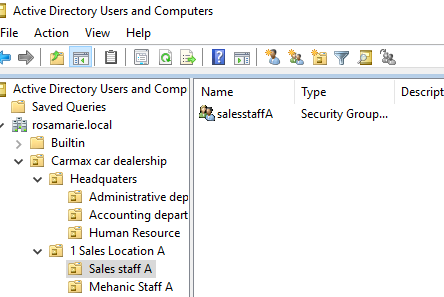 Active Directory Users and Computers
File Action View Help
Active Directory Users and Comp
Saved Queries
rosamarie.local
Builtin
Carmax car dealership
Headquaters
Administrative dep
Accounting depart
Human Resource
1 Sales Location A
Sales staff A
Mehanic Staff A
Name Type Descript
salesstaffA Security Group...